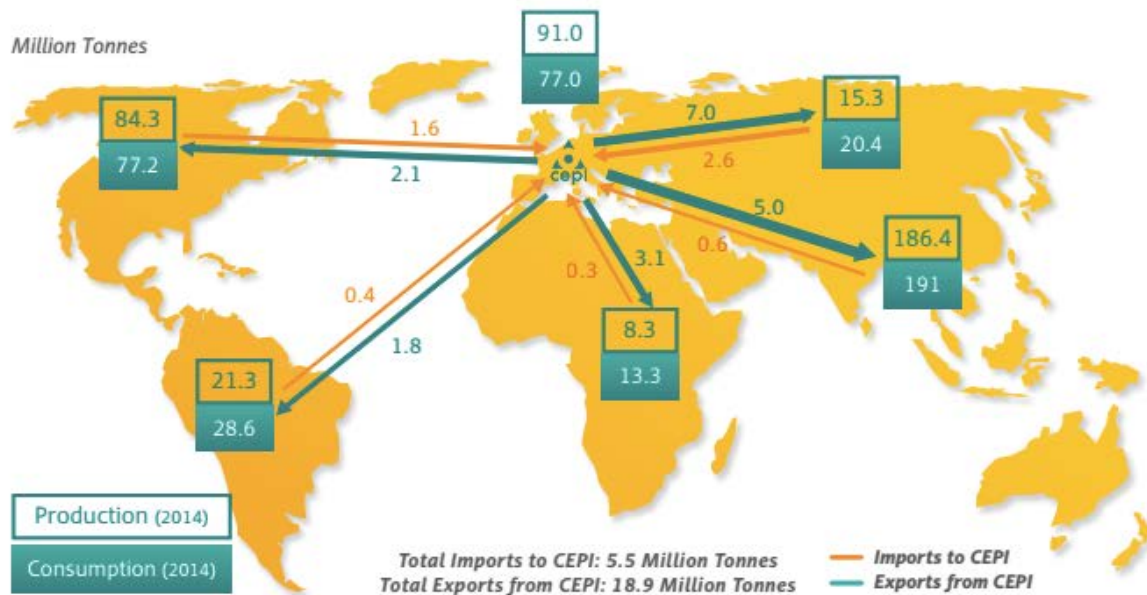 Million Tonnes
91.0
77.0
84.3
77.2
1.6
2.1
cepi
7.0
2.6
15.3
20.4
5.0
0.6
186.4
191
3.1
0.3
8.3
13.3
0.4
1.8
21.3
28.6
Production (2014)
Consumption (2014)
Total Imports to CEPI: 5.5 Million Tonnes
Total Exports from CEPI: 18.9 Million Tonnes
Imports to CEPI
Exports from CEPI